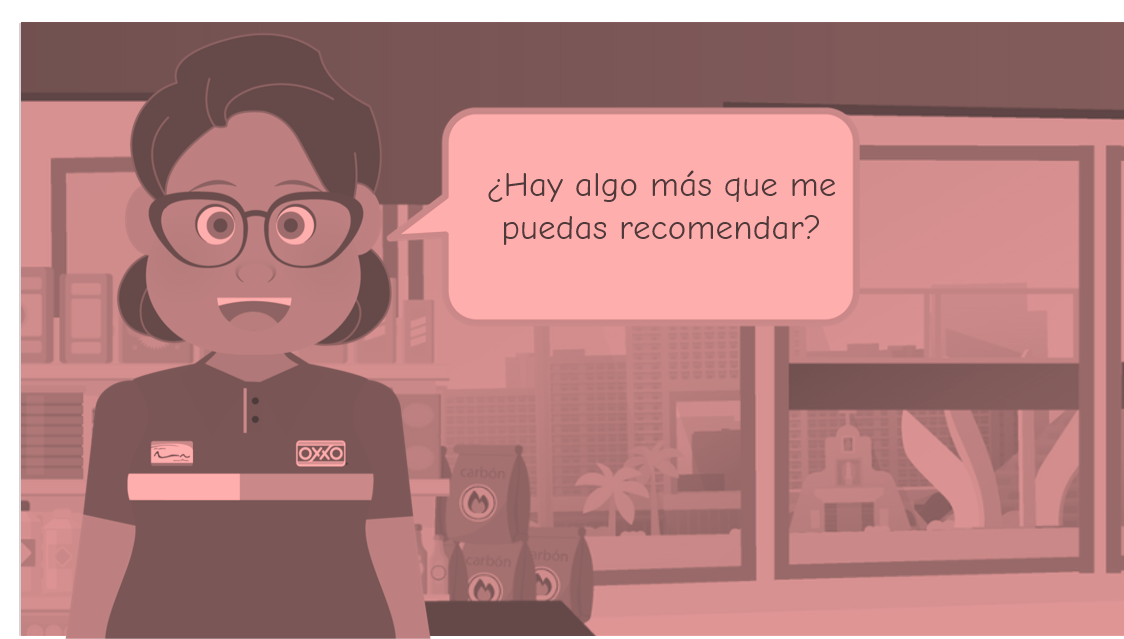 ¿Hay algo más que me
puedas recomendar?
OXXO
carbón
carbón
carbón